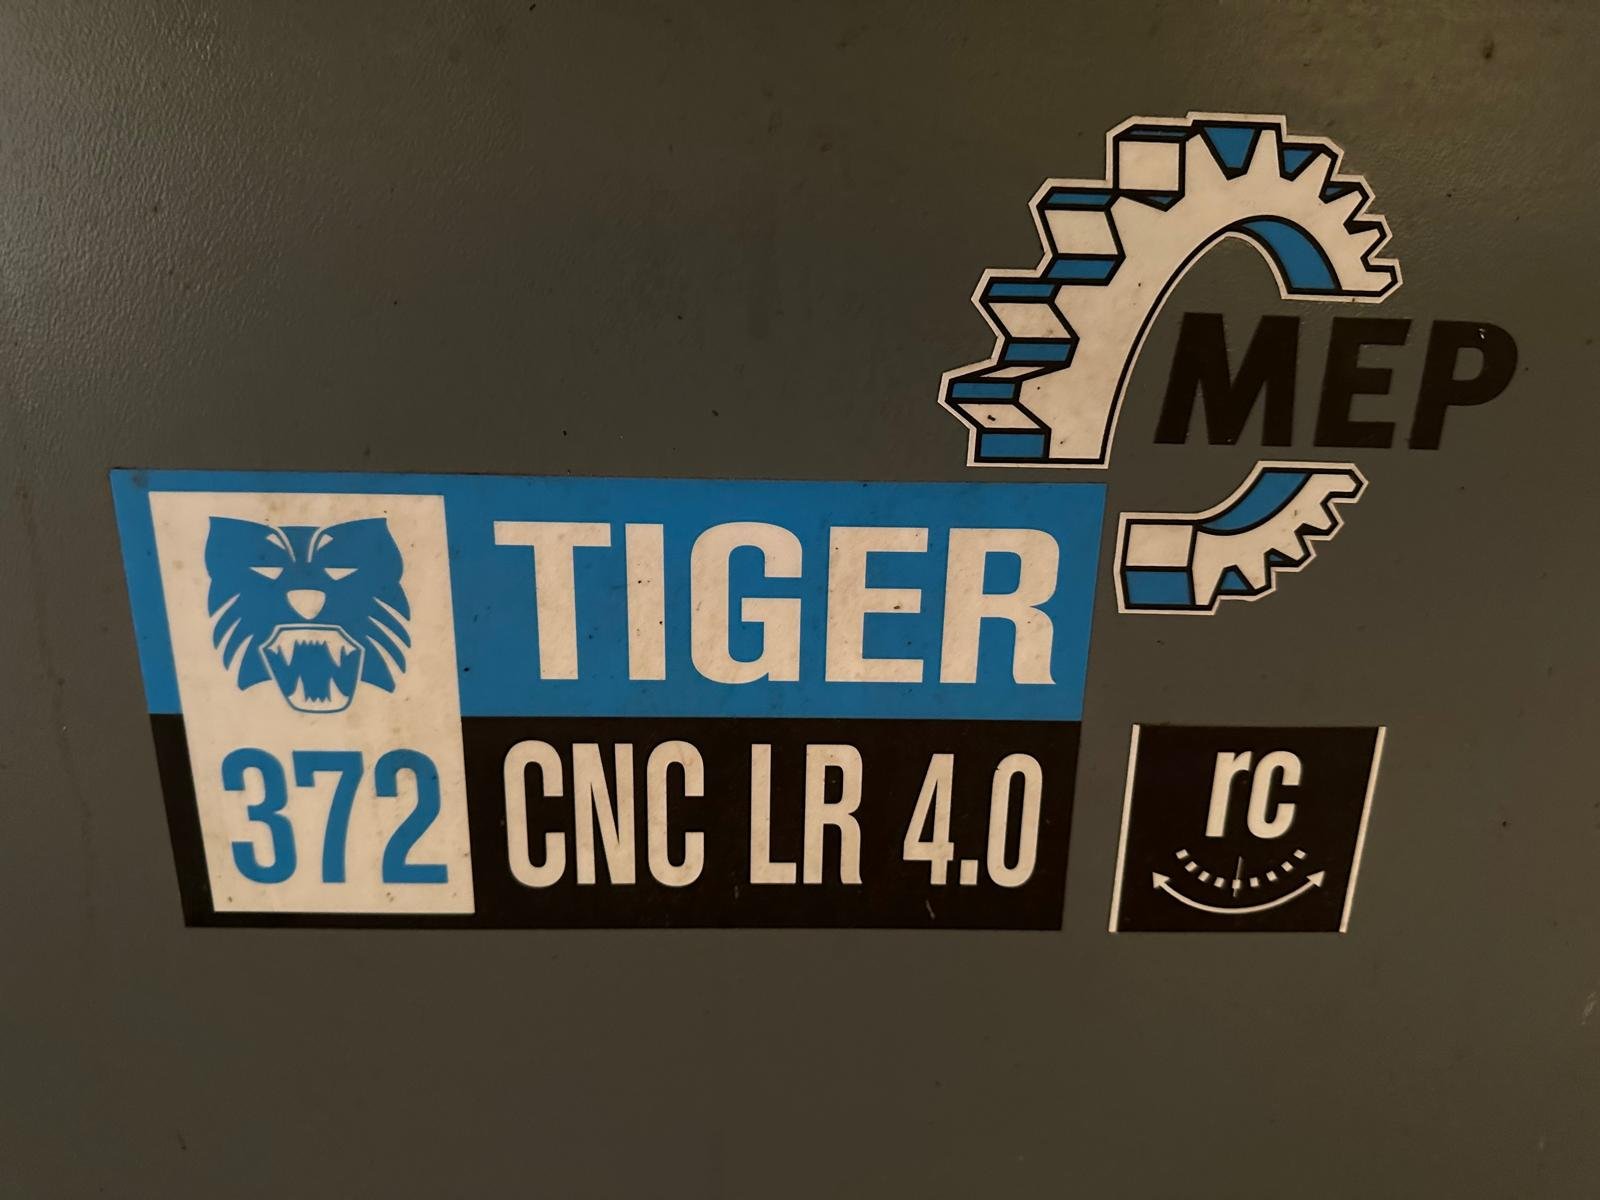 MEP
TIGER
372
CNC LR 4.0
rc